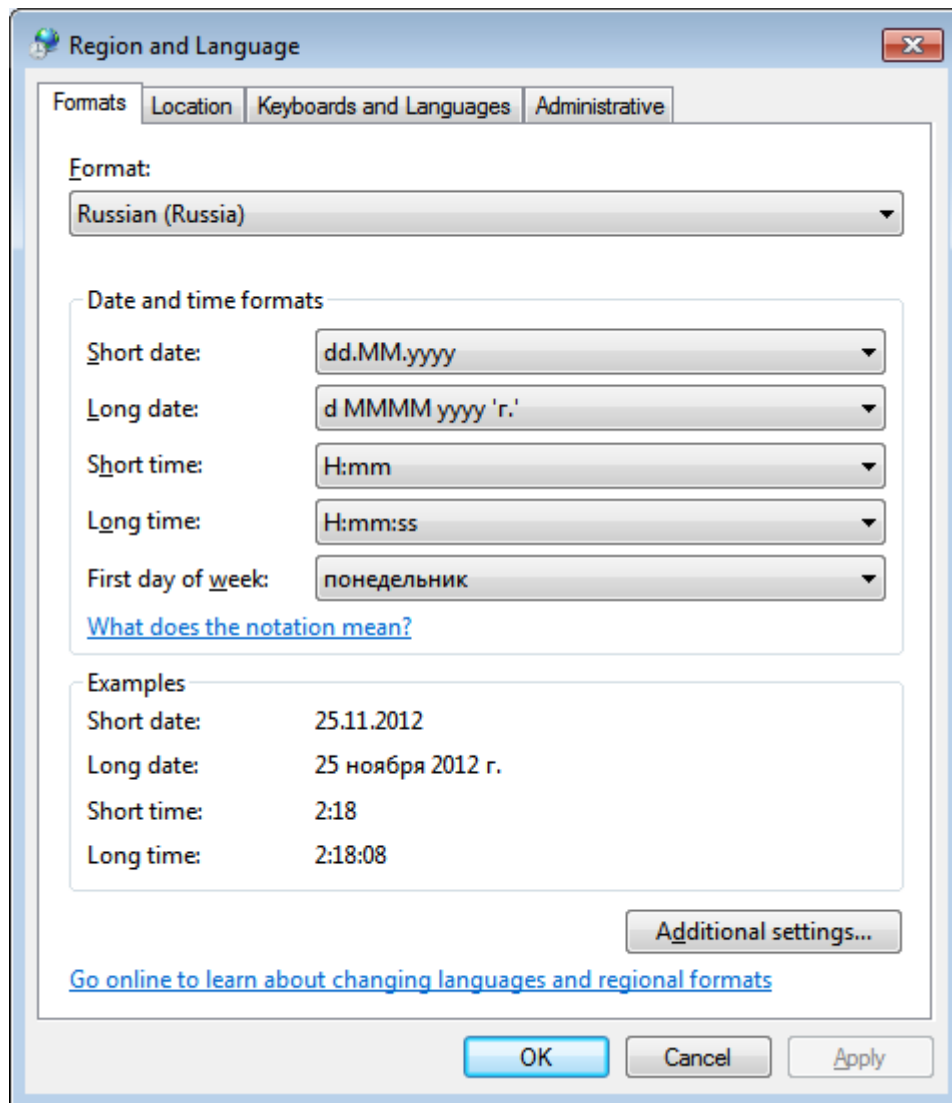 Region and Language
Formats Location Keyboards and Languages Administrative
Format:
Russian (Russia)
Date and time formats
Short date: dd.MM.yyyy
Long date: d MMMM yyyy 'г.'
Short time: H:mm
Long time: H:mm:ss
First day of week: понедельник
What does the notation mean?
Examples
Short date: 25.11.2012
Long date: 25 ноября 2012 г.
Short time: 2:18
Long time: 2:18:08
Additional settings...
Go online to learn about changing languages and regional formats
OK Cancel Apply